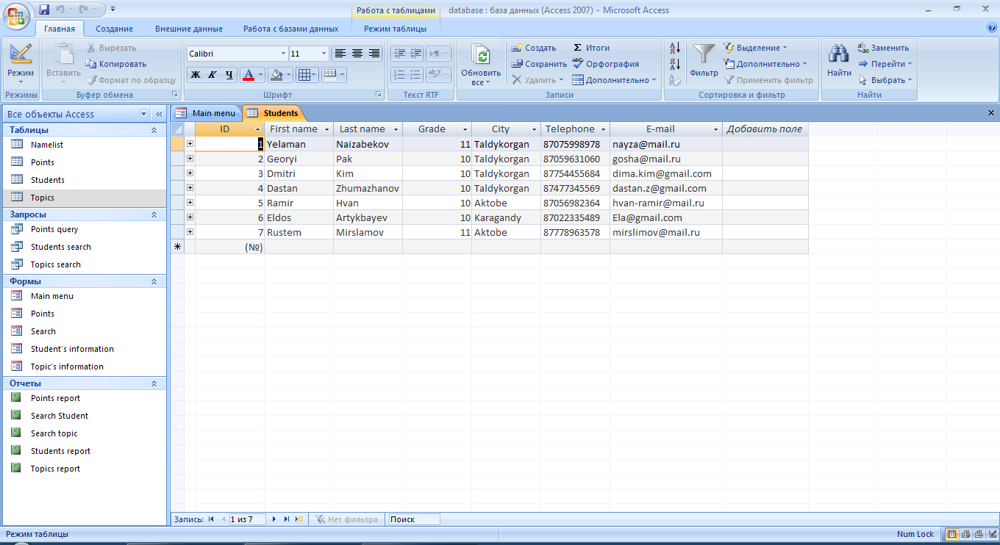 Работа с таблицами database : база данных (Access 2007) - Microsoft Access
Главная Создание Внешние данные Работа с базами данных Режим таблицы
Режим
Режимы
Вставить
Вырезать
Копировать
Формат по образцу
Буфер обмена
Calibri 11
Ж К Ч А
Шрифт
Текст RTF
Обновить
все
Создать
Сохранить
Удалить
Итоги
Орфография
Дополнительно
Записи
Фильтр
Выделение
Дополнительно
Применить фильтр
Сортировка и фильтр
Найти
Заменить
Перейти
Выбрать
Найти
Все объекты Access
Таблицы
Namelist
Points
Students
Topics
Запросы
Points query
Students search
Topics search
Формы
Main menu
Points
Search
Student's information
Topic's information
Отчеты
Points report
Search Student
Search topic
Students report
Topics report
Main menu Students
ID First name Last name Grade City Telephone E-mail Добавить поле
1 Yelaman Naizabekov 11 Taldykorgan 87075998978 nayza@mail.ru
2 Georyi Pak 10 Taldykorgan 87059631060 gosha@mail.ru
3 Dmitri Kim 10 Taldykorgan 87754455684 dima.kim@gmail.com
4 Dastan Zhumazhanov 10 Taldykorgan 87477345569 dastan.z@gmail.com
5 Ramir Hvan 10 Aktobe 87056982364 hvan-ramir@mail.ru
6 Eldos Artykbayev 10 Karagandy 87022335489 Ela@gmail.com
7 Rustem Mirslamov 11 Aktobe 87778963578 mirslimov@mail.ru
(№)
Запись: 1 из 7 Нет фильтра Поиск
Режим таблицы Num Lock